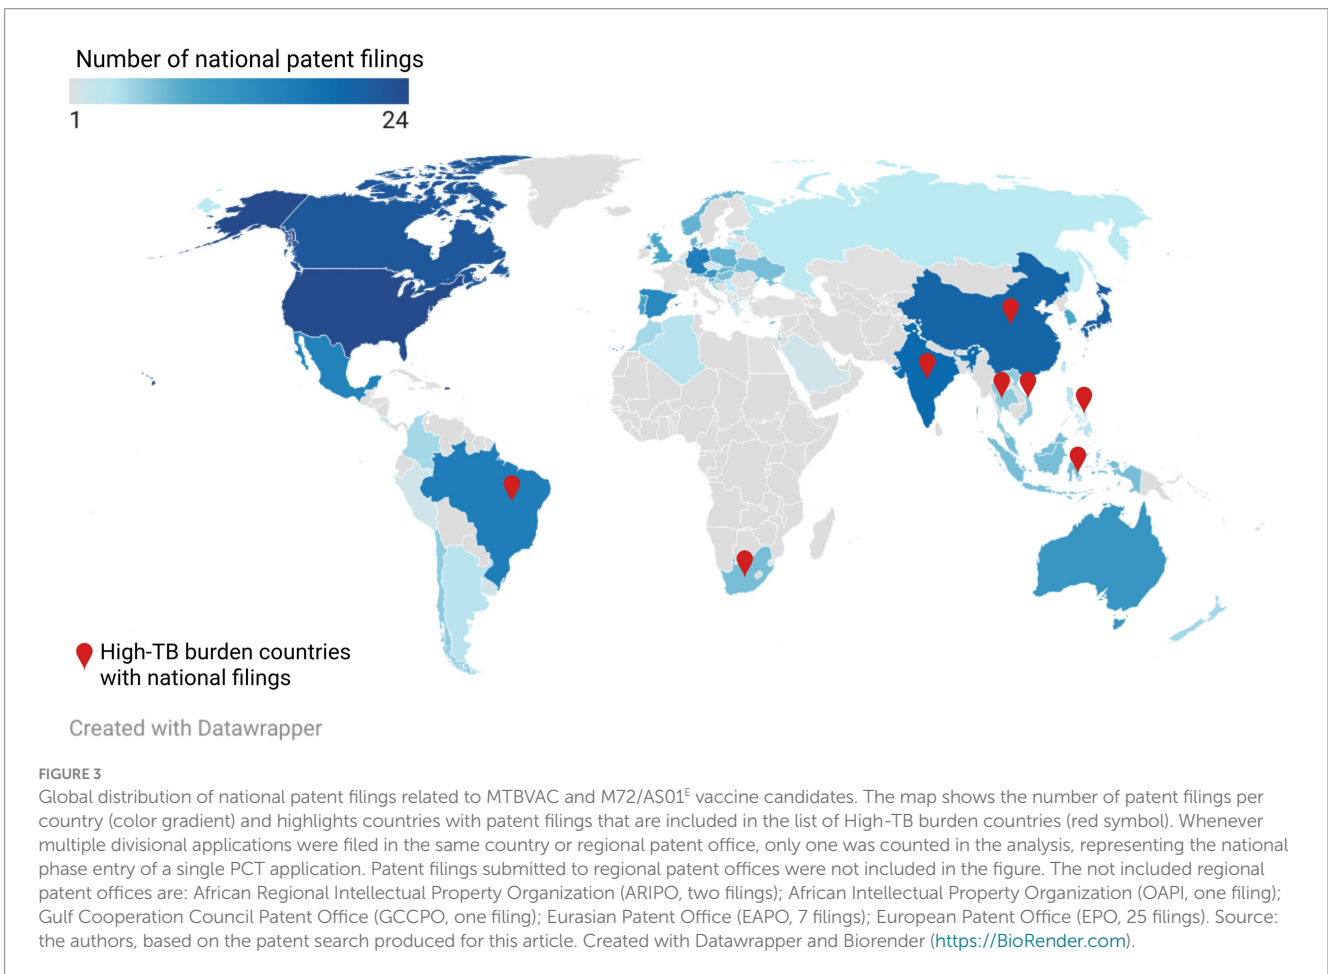 Number of national patent filings
1 24
High-TB burden countries
with national filings
Created with Datawrapper
FIGURE 3
Global distribution of national patent filings related to MTBVAC and M72/AS01ᴱ vaccine candidates. The map shows the number of patent filings per
country (color gradient) and highlights countries with patent filings that are included in the list of High-TB burden countries (red symbol). Whenever
multiple divisional applications were filed in the same country or regional patent office, only one was counted in the analysis, representing the national
phase entry of a single PCT application. Patent filings submitted to regional patent offices were not included in the figure. The not included regional
patent offices are: African Regional Intellectual Property Organization (ARIPO, two filings); African Intellectual Property Organization (OAPI, one filing);
Gulf Cooperation Council Patent Office (GCCPO, one filing); Eurasian Patent Office (EAPO, 7 filings); European Patent Office (EPO, 25 filings). Source:
the authors, based on the patent search produced for this article. Created with Datawrapper and Biorender (https://BioRender.com).